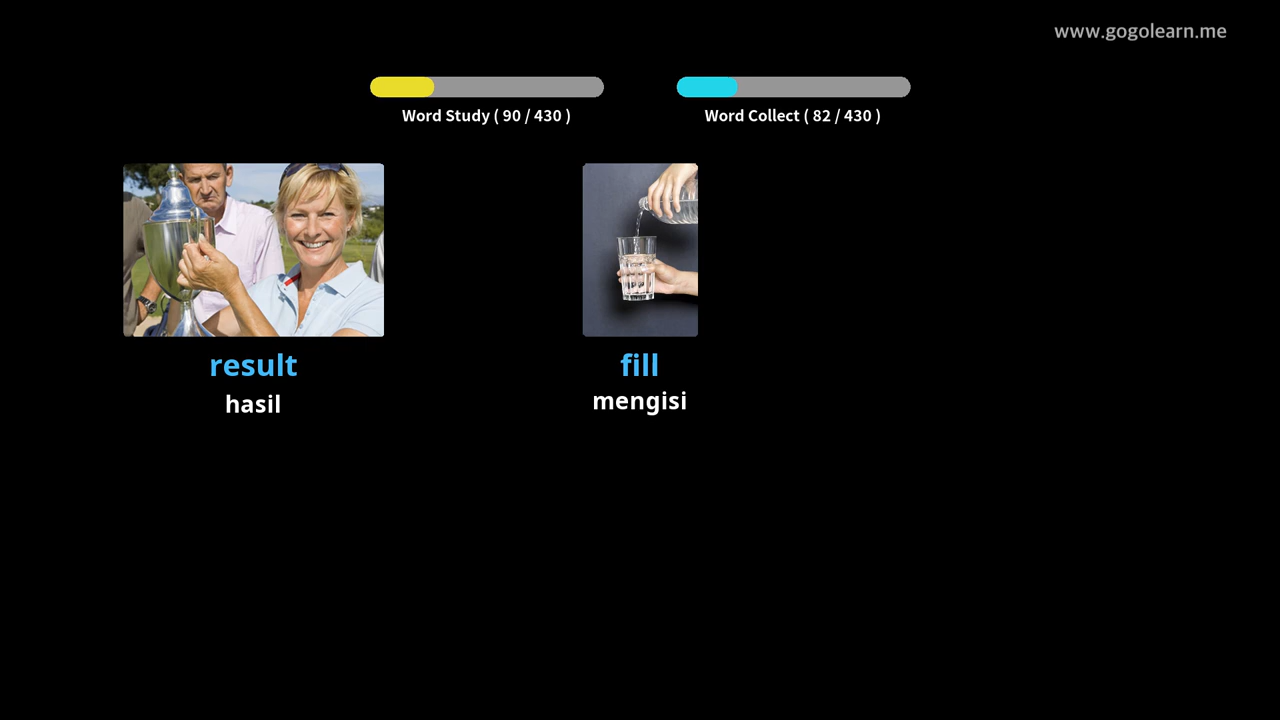 www.gogolearn.me
Word Study ( 90 / 430 )
Word Collect ( 82 / 430 )
result
hasil
fill
mengisi